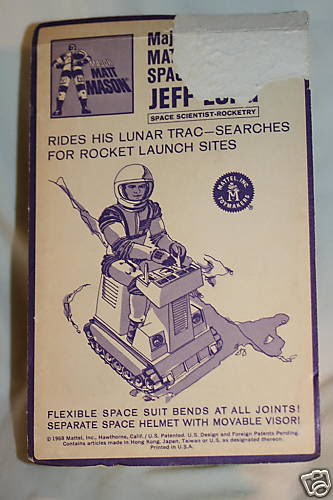 MAJOR
MATT
MASON
Maj
MAT
SPAC
JEFF
SPACE SCIENTIST-ROCKETRY
RIDES HIS LUNAR TRAC—SEARCHES
FOR ROCKET LAUNCH SITES
MATTEL, INC.
M
TOYMAKERS
FLEXIBLE SPACE SUIT BENDS AT ALL JOINTS!
SEPARATE SPACE HELMET WITH MOVABLE VISOR!
©1968 Mattel, Inc., Hawthorne, Calif. / U.S. Patented. U.S. Design and Foreign Patents Pending.
Contains articles made in Hong Kong, Japan, Taiwan or U.S. as designated thereon.
Printed in U.S.A.